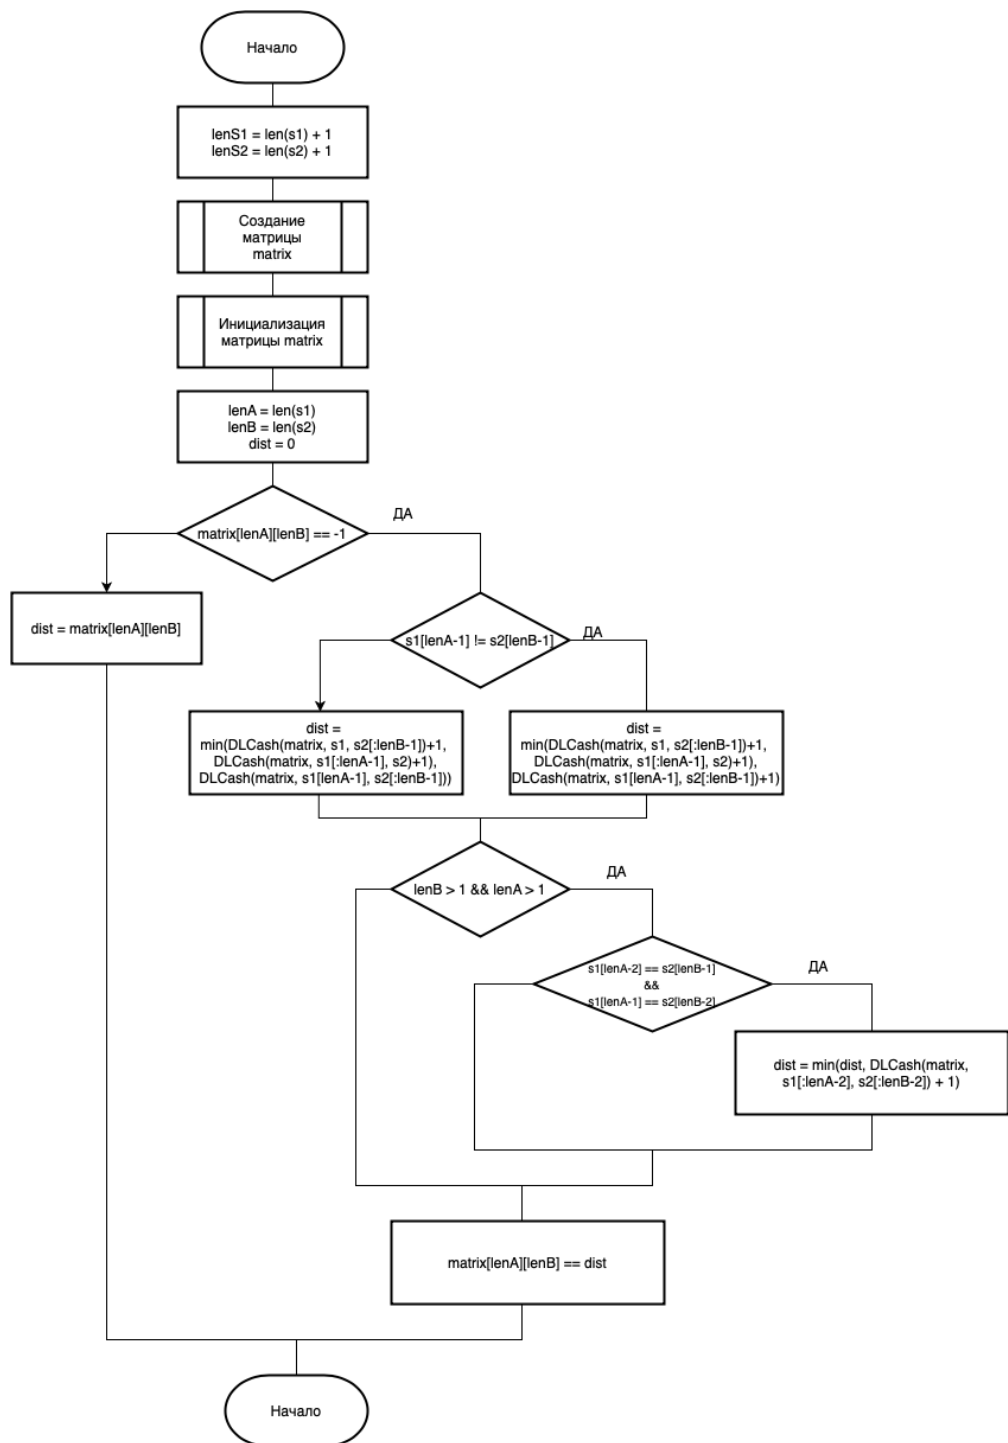 Начало
lenS1 = len(s1) + 1
lenS2 = len(s2) + 1
Создание
матрицы
matrix
Инициализация
матрицы matrix
lenA = len(s1)
lenB = len(s2)
dist = 0
matrix[lenA][lenB] == -1
ДА
dist = matrix[lenA][lenB]
s1[lenA-1] != s2[lenB-1]
ДА
dist =
min(DLCash(matrix, s1, s2[:lenB-1])+1,
DLCash(matrix, s1[:lenA-1], s2)+1),
DLCash(matrix, s1[lenA-1], s2[:lenB-1]))
dist =
min(DLCash(matrix, s1, s2[:lenB-1])+1,
DLCash(matrix, s1[:lenA-1], s2)+1),
DLCash(matrix, s1[lenA-1], s2[:lenB-1])+1)
lenB > 1 && lenA > 1
ДА
s1[lenA-2] == s2[lenB-1]
&&
s1[lenA-1] == s2[lenB-2]
ДА
dist = min(dist, DLCash(matrix,
s1[:lenA-2], s2[:lenB-2]) + 1)
matrix[lenA][lenB] == dist
Начало